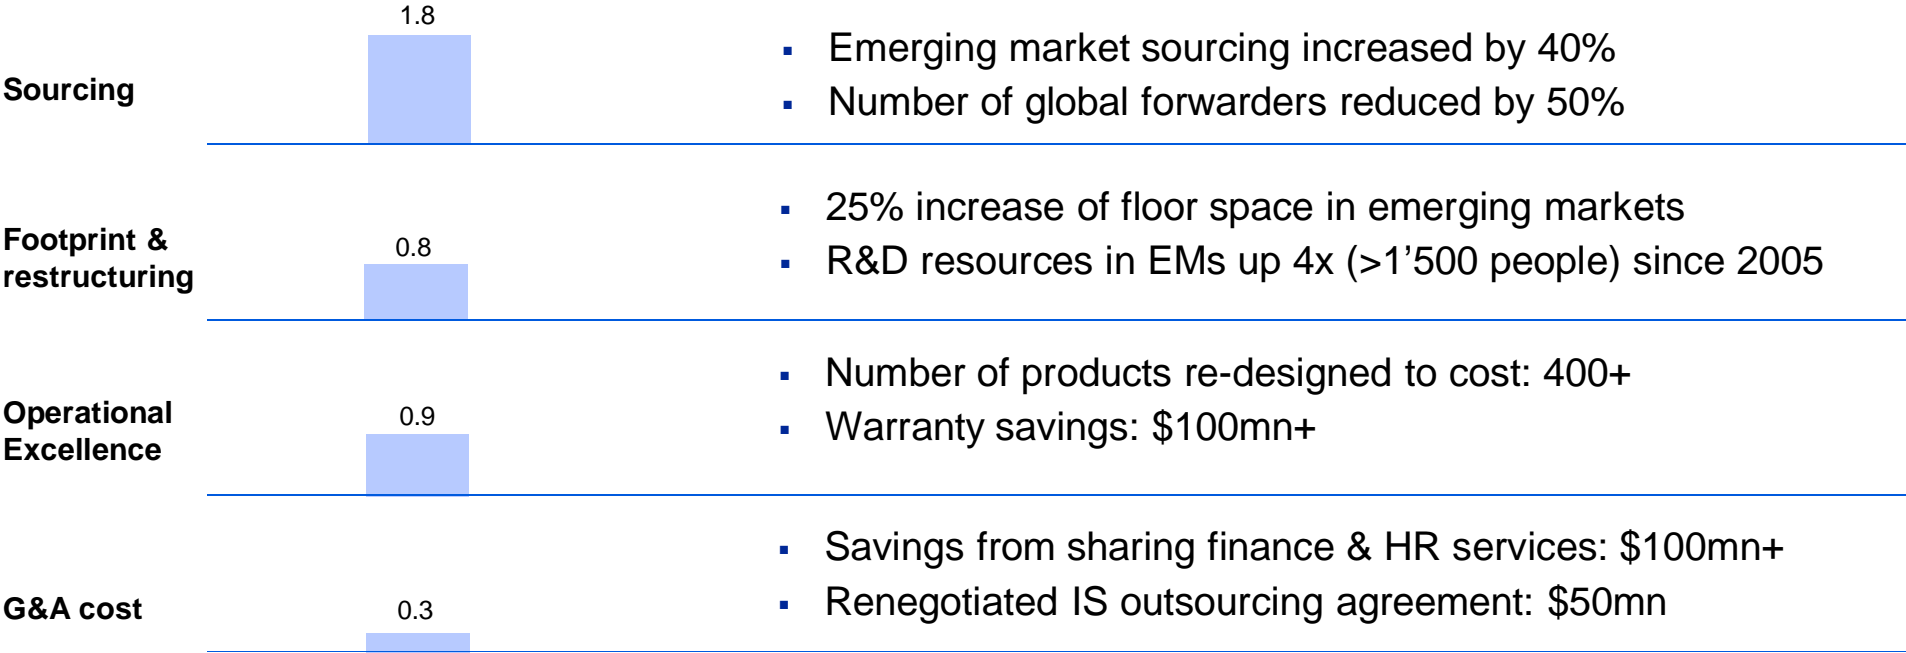 1.8
Sourcing
▪ Emerging market sourcing increased by 40%
▪ Number of global forwarders reduced by 50%
Footprint &
restructuring
0.8
▪ 25% increase of floor space in emerging markets
▪ R&D resources in EMs up 4x (>1’500 people) since 2005
Operational
Excellence
0.9
▪ Number of products re-designed to cost: 400+
▪ Warranty savings: $100mn+
G&A cost
0.3
▪ Savings from sharing finance & HR services: $100mn+
▪ Renegotiated IS outsourcing agreement: $50mn